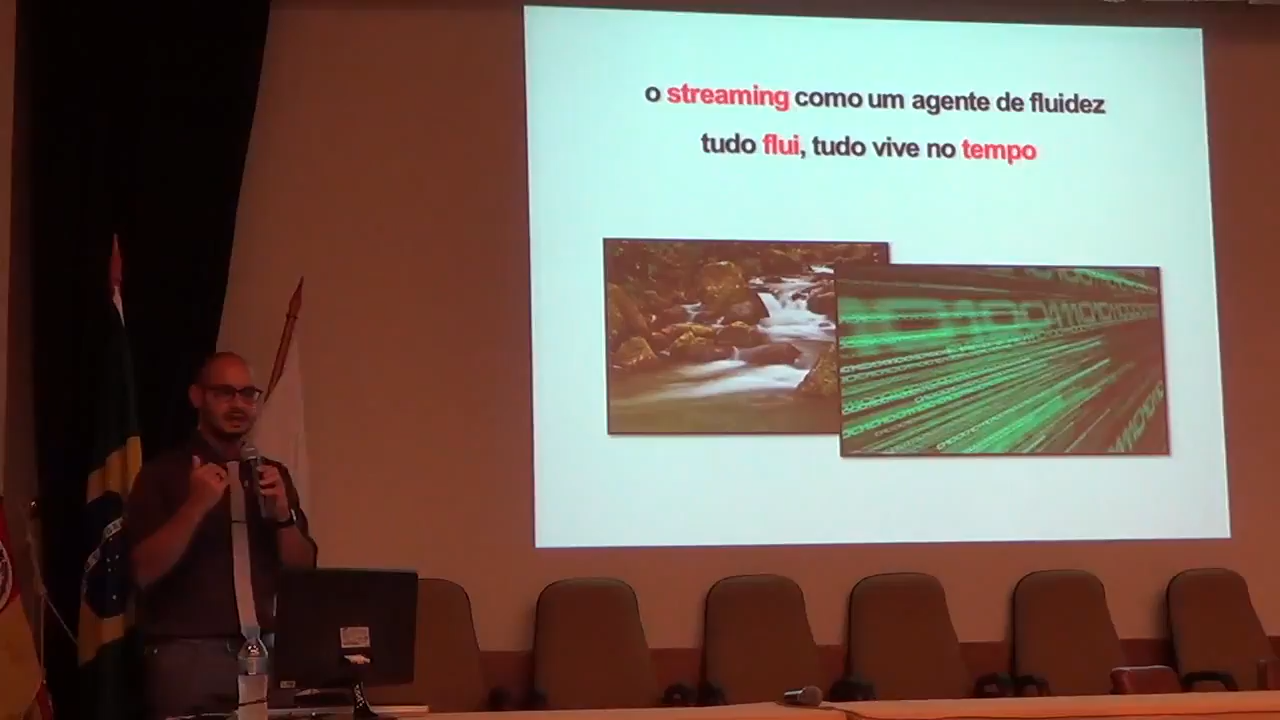 o streaming como um agente de fluidez
tudo flui, tudo vive no tempo